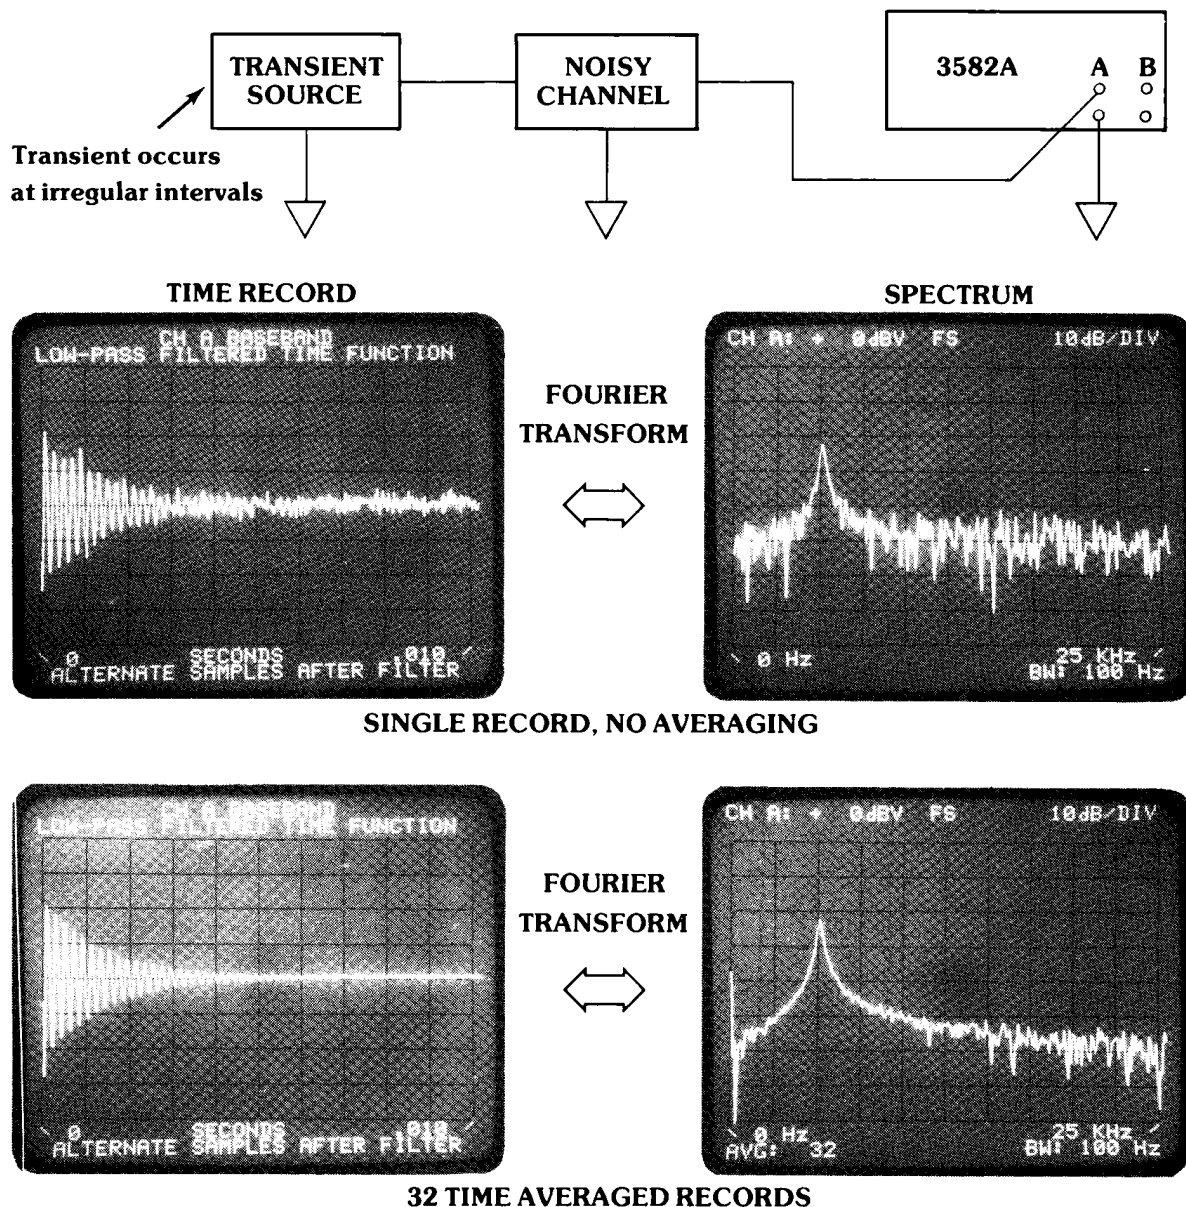 TRANSIENT
SOURCE
NOISY
CHANNEL
3582A
A B
Transient occurs
at irregular intervals
TIME RECORD
SPECTRUM
CH A BASEBAND
LOW-PASS FILTERED TIME FUNCTION
0 SECONDS .010
ALTERNATE SAMPLES AFTER FILTER
FOURIER
TRANSFORM
CH A: + 0dBV FS 10dB/DIV
0 Hz 25 KHz
BW: 100 Hz
SINGLE RECORD, NO AVERAGING
CH A BASEBAND
LOW-PASS FILTERED TIME FUNCTION
0 SECONDS .010
ALTERNATE SAMPLES AFTER FILTER
FOURIER
TRANSFORM
CH A: + 0dBV FS 10dB/DIV
0 Hz 25 KHz
AVG: 32 BW: 100 Hz
32 TIME AVERAGED RECORDS